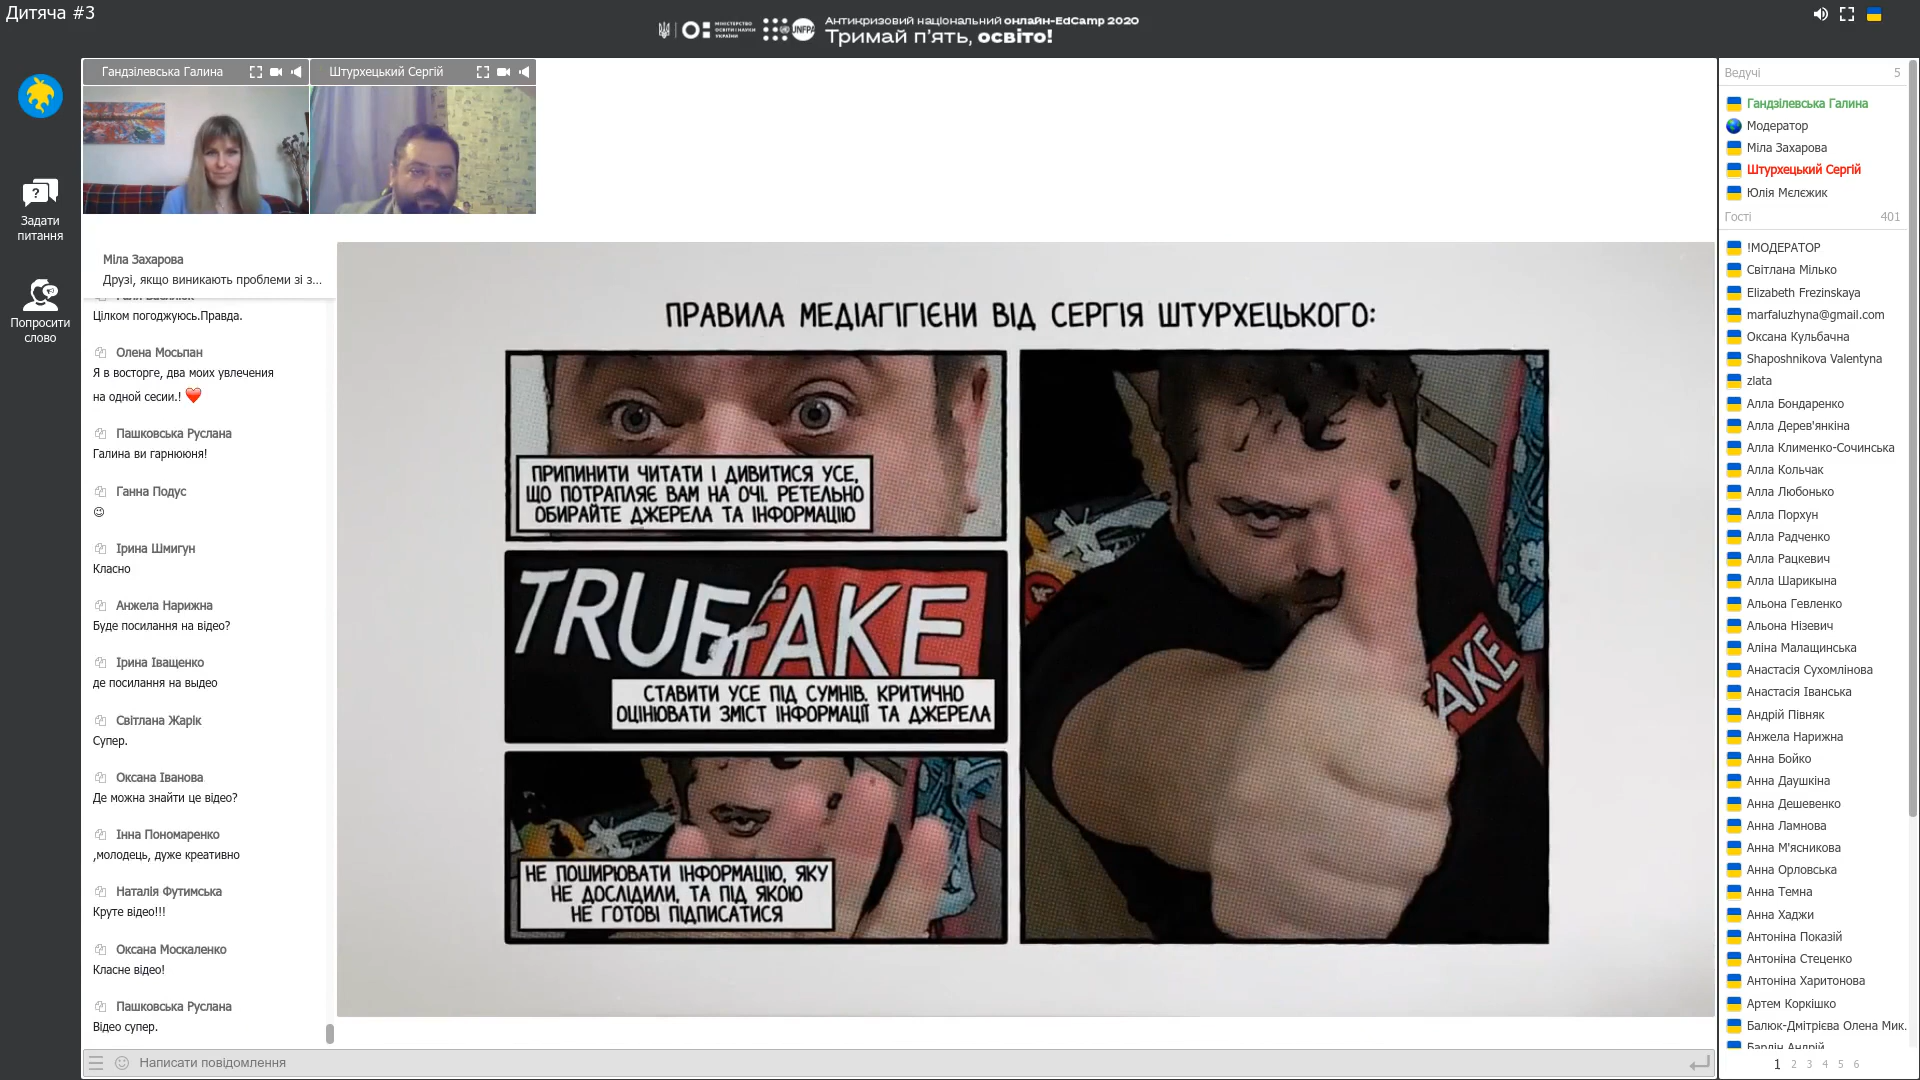 Дитяча #3
МІНІСТЕРСТВО
ОСВІТИ І НАУКИ
УКРАЇНИ
UNFPA
Антикризовий національний онлайн-EdCamp 2020
Тримай п'ять, освіто!
Задати
питання
Попросити
слово
Гандзілевська Галина
Штурхецький Сергій
Міла Захарова
Друзі, якщо виникають проблеми зі з...
Цілком погоджуюсь.Правда.
Олена Мосьпан
Я в восторге, два моих увлечения
на одной сесии.!
Пашковська Руслана
Галина ви гарнююня!
Ганна Подус
Ірина Шмигун
Класно
Анжела Нарижна
Буде посилання на відео?
Ірина Іващенко
де посилання на выдео
Світлана Жарік
Супер.
Оксана Іванова
Де можна знайти це відео?
Інна Пономаренко
,молодець, дуже креативно
Наталія Футимська
Круте відео!!!
Оксана Москаленко
Класне відео!
Пашковська Руслана
Відео супер.
Написати повідомлення
ПРАВИЛА МЕДІАГІГІЄНИ ВІД СЕРГІЯ ШТУРХЕЦЬКОГО:
ПРИПИНИТИ ЧИТАТИ І ДИВИТИСЯ УСЕ,
ЩО ПОТРАПЛЯЄ ВАМ НА ОЧІ. РЕТЕЛЬНО
ОБИРАЙТЕ ДЖЕРЕЛА ТА ІНФОРМАЦІЮ
TRUE FAKE
СТАВИТИ УСЕ ПІД СУМНІВ. КРИТИЧНО
ОЦІНЮВАТИ ЗМІСТ ІНФОРМАЦІЇ ТА ДЖЕРЕЛА
НЕ ПОШИРЮВАТИ ІНФОРМАЦІЮ, ЯКУ
НЕ ДОСЛІДИЛИ, ТА ПІД ЯКОЮ
НЕ ГОТОВІ ПІДПИСАТИСЯ
AKE
Ведучі 5
Гандзілевська Галина
Модератор
Міла Захарова
Штурхецький Сергій
Юлія Мєлєжик
Гості 401
!МОДЕРАТОР
Світлана Мілько
Elizabeth Frezinskaya
marfaluzhyna@gmail.com
Оксана Кульбачна
Shaposhnikova Valentyna
zlata
Алла Бондаренко
Алла Дерев'янкіна
Алла Клименко-Сочинська
Алла Кольчак
Алла Любонько
Алла Порхун
Алла Радченко
Алла Рацкевич
Алла Шарикына
Альона Гевленко
Альона Нізевич
Аліна Малащинська
Анастасія Сухомлінова
Анастасія Іванська
Андрій Півняк
Анжела Нарижна
Анна Бойко
Анна Даушкіна
Анна Дешевенко
Анна Ламнова
Анна М'ясникова
Анна Орловська
Анна Темна
Анна Хаджи
Антоніна Показій
Антоніна Стеценко
Антоніна Харитонова
Артем Коркішко
Балюк-Дмітрієва Олена Мик.
Бардін Андрій
1 2 3 4 5 6